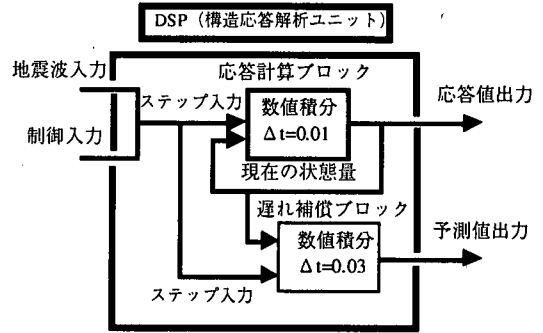 DSP（構造応答解析ユニット）
地震波入力
応答計算ブロック
ステップ入力
数値積分
Δt=0.01
応答値出力
制御入力
現在の状態量
遅れ補償ブロック
数値積分
Δt=0.03
予測値出力
ステップ入力